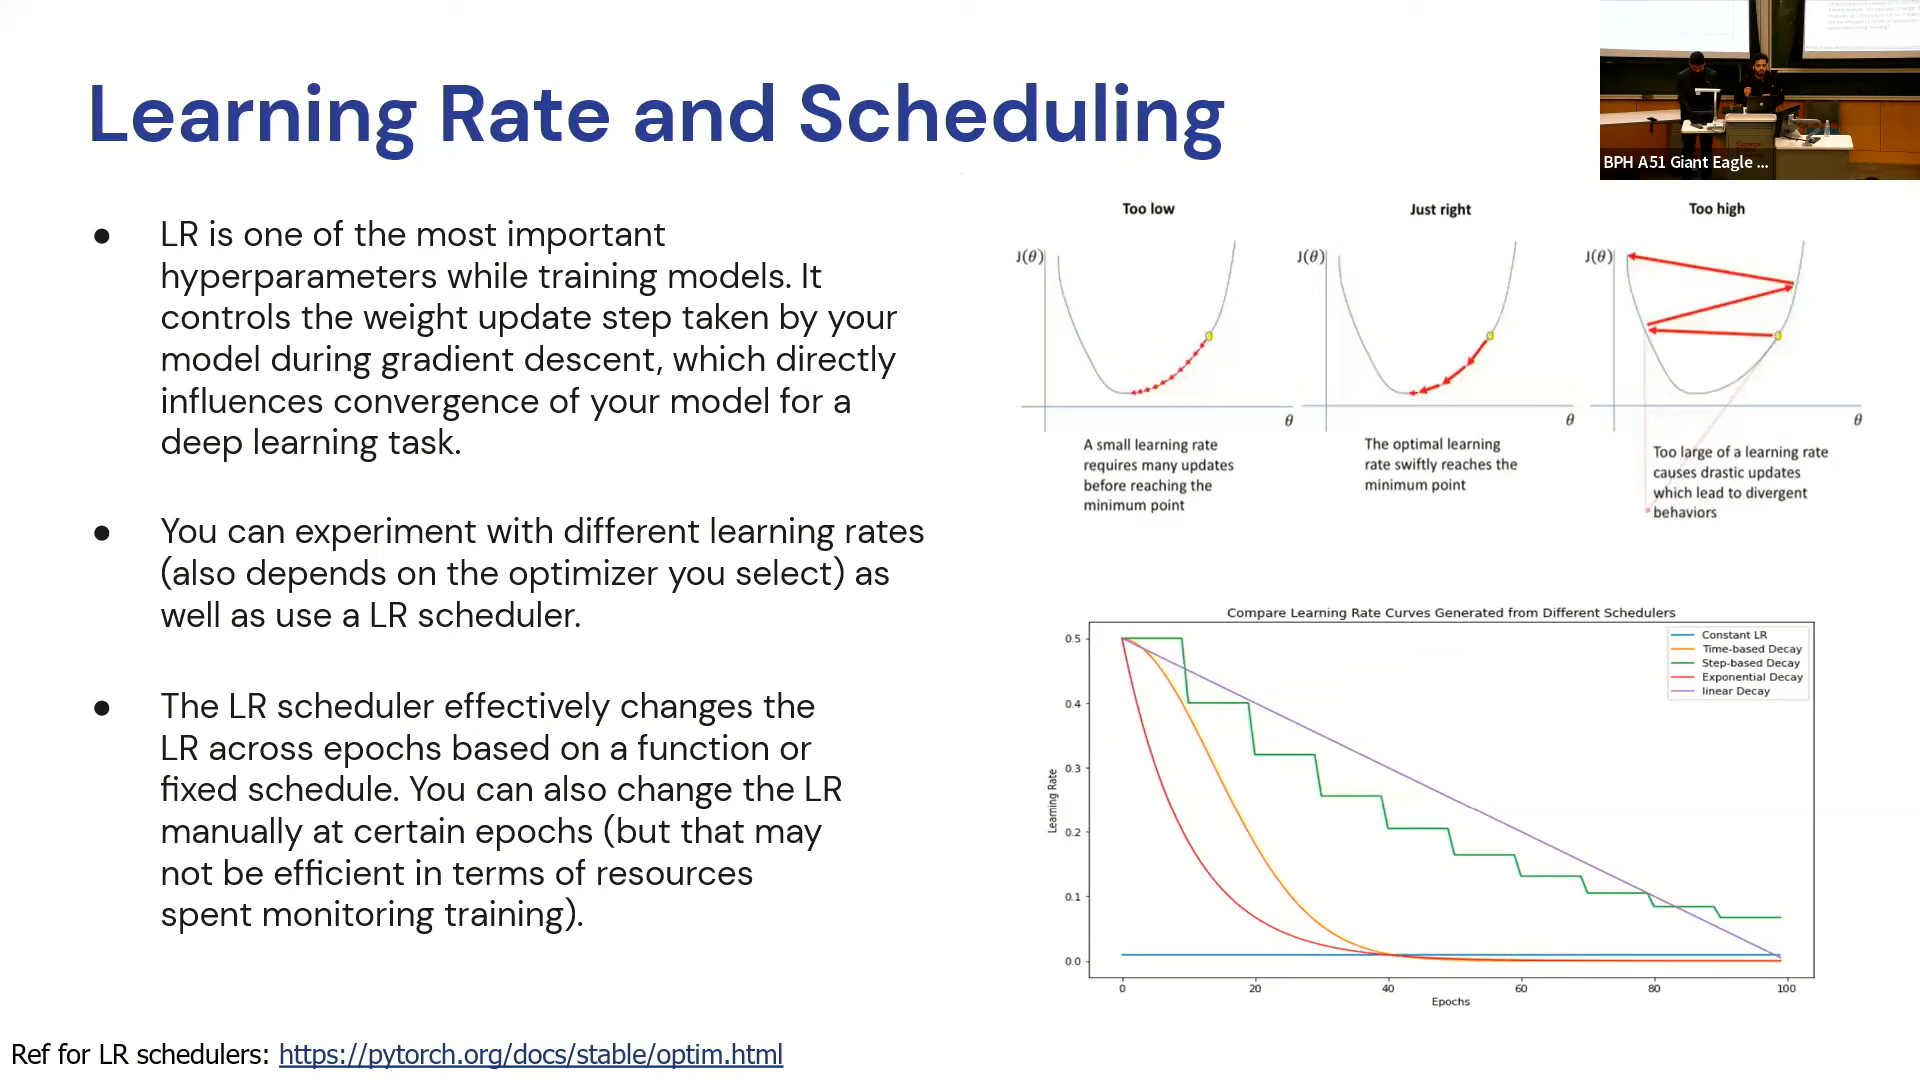 Learning Rate and Scheduling
BPH A51 Giant Eagle ...
● LR is one of the most important
hyperparameters while training models. It
controls the weight update step taken by your
model during gradient descent, which directly
influences convergence of your model for a
deep learning task.
● You can experiment with different learning rates
(also depends on the optimizer you select) as
well as use a LR scheduler.
● The LR scheduler effectively changes the
LR across epochs based on a function or
fixed schedule. You can also change the LR
manually at certain epochs (but that may
not be efficient in terms of resources
spent monitoring training).
Too low
J(θ)
θ
A small learning rate
requires many updates
before reaching the
minimum point
Just right
J(θ)
θ
The optimal learning
rate swiftly reaches the
minimum point
Too high
J(θ)
θ
Too large of a learning rate
causes drastic updates
which lead to divergent
behaviors
Compare Learning Rate Curves Generated from Different Schedulers
Constant LR
Time-based Decay
Step-based Decay
Exponential Decay
linear Decay
Learning Rate
0.5
0.4
0.3
0.2
0.1
0.0
0 20 40 60 80 100
Epochs
Ref for LR schedulers: https://pytorch.org/docs/stable/optim.html